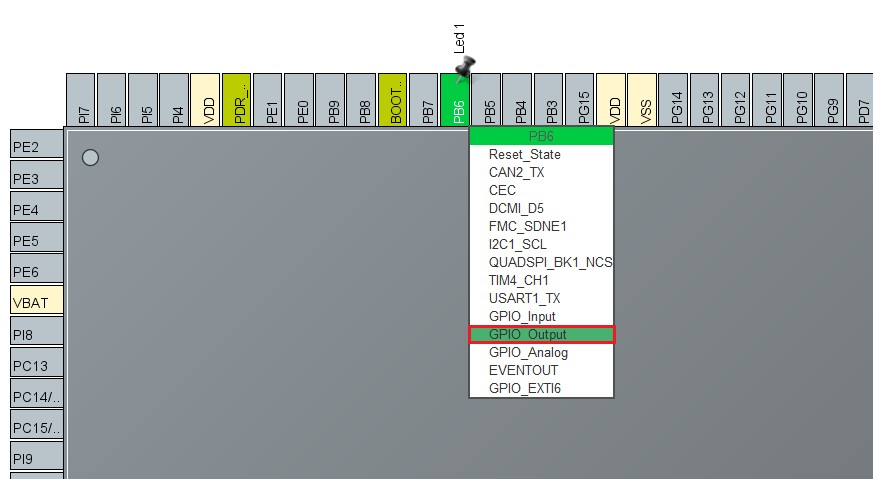 Led 1
PI7
PI6
PI5
PI4
VDD
PDR_..
PE1
PE0
PB9
PB8
BOOT..
PB7
PB6
PB5
PB4
PB3
PG15
VDD
VSS
PG14
PG13
PG12
PG11
PG10
PG9
PD7
PE2
PE3
PE4
PE5
PE6
VBAT
PI8
PC13
PC14/..
PC15/..
PI9
PB6
Reset_State
CAN2_TX
CEC
DCMI_D5
FMC_SDNE1
I2C1_SCL
QUADSPI_BK1_NCS
TIM4_CH1
USART1_TX
GPIO_Input
GPIO_Output
GPIO_Analog
EVENTOUT
GPIO_EXTI6